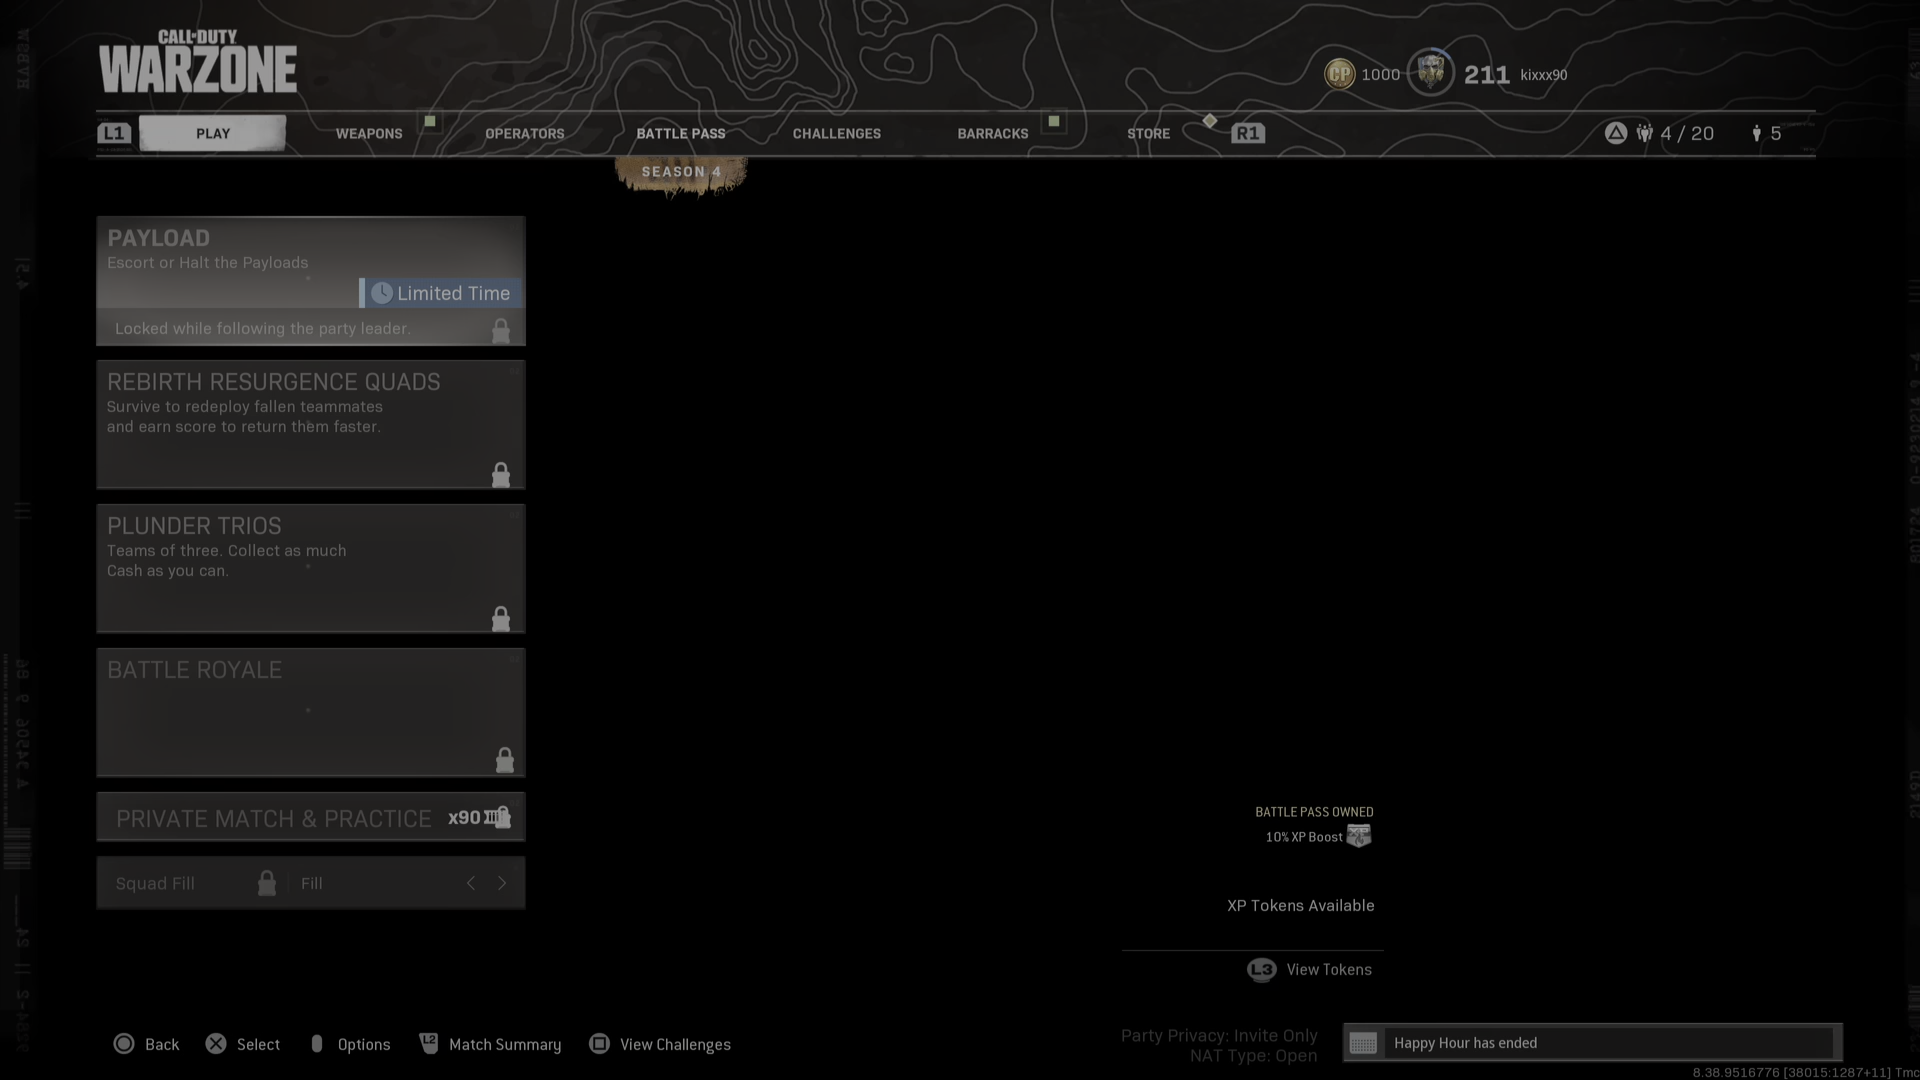 CALL OF DUTY
WARZONE
CP 1000
211 kixxx90
L1
PLAY
WEAPONS
OPERATORS
BATTLE PASS
CHALLENGES
BARRACKS
STORE
R1
4 / 20
5
SEASON 4
PAYLOAD
Escort or Halt the Payloads
Limited Time
Locked while following the party leader.
REBIRTH RESURGENCE QUADS
Survive to redeploy fallen teammates
and earn score to return them faster.
PLUNDER TRIOS
Teams of three. Collect as much
Cash as you can.
BATTLE ROYALE
PRIVATE MATCH & PRACTICE x90
Squad Fill Fill
BATTLE PASS OWNED
10% XP Boost
XP Tokens Available
L3 View Tokens
Back
Select
Options
L2 Match Summary
View Challenges
Party Privacy: Invite Only
NAT Type: Open
Happy Hour has ended
8.38.9516776 [38015:1287+11] Tmc